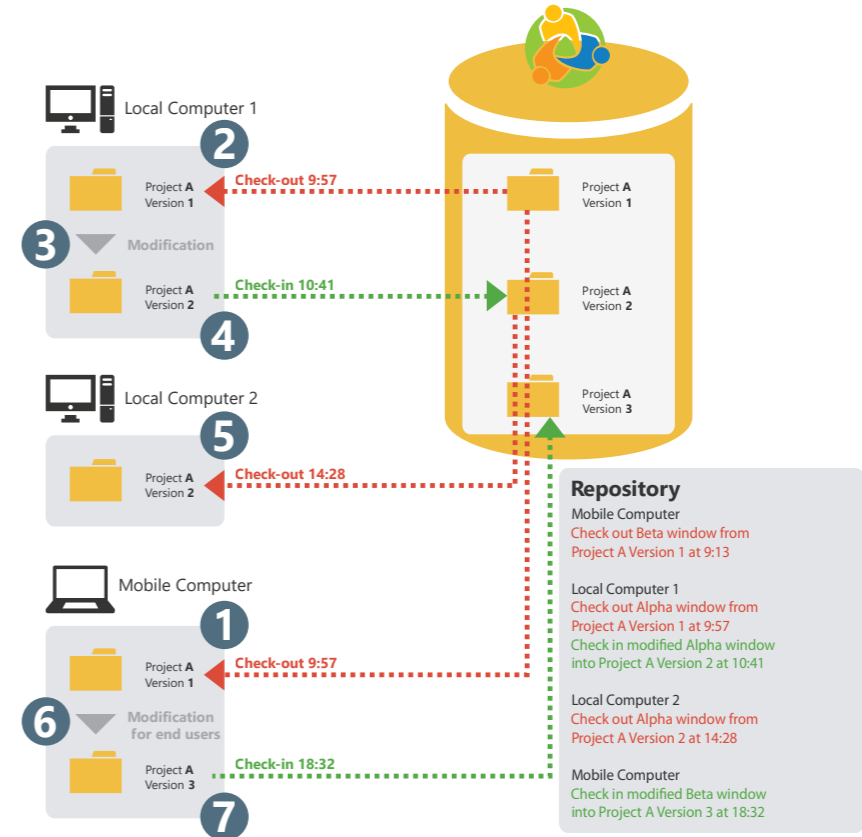 Local Computer 1
2
Project A
Version 1
Check-out 9:57
Project A
Version 1
3
Modification
Project A
Version 2
Check-in 10:41
Project A
Version 2
4
Project A
Version 3
Local Computer 2
5
Project A
Version 2
Check-out 14:28
Mobile Computer
1
Project A
Version 1
Check-out 9:57
6
Modification
for end users
Project A
Version 3
Check-in 18:32
7
Repository
Mobile Computer
Check out Beta window from
Project A Version 1 at 9:13
Local Computer 1
Check out Alpha window from
Project A Version 1 at 9:57
Check in modified Alpha window
into Project A Version 2 at 10:41
Local Computer 2
Check out Alpha window from
Project A Version 2 at 14:28
Mobile Computer
Check in modified Beta window
into Project A Version 3 at 18:32